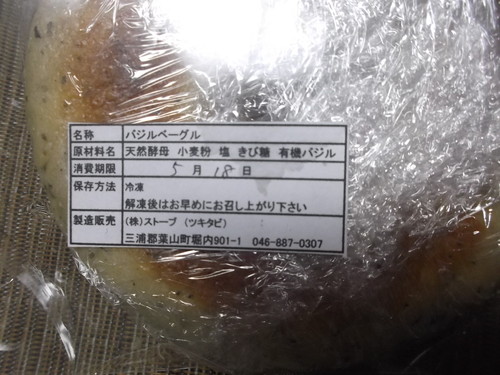 名称 バジルベーグル
原材料名 天然酵母 小麦粉 塩 きび糖 有機バジル
消費期限 5月18日
保存方法 冷凍
解凍後はお早めにお召し上がり下さい
製造販売 (株)ストーブ (ツキタビ)
三浦郡葉山町堀内901-1 046-887-0307